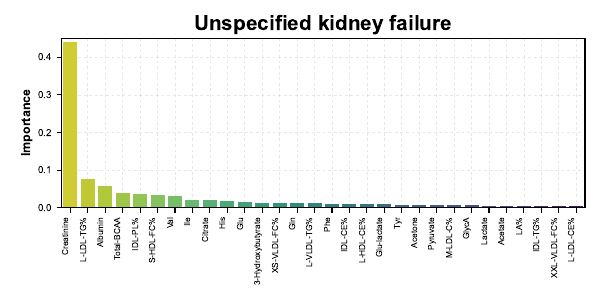 Unspecified kidney failure
Importance
0.4
0.3
0.2
0.1
0.0
Creatinine
L-LDL-TG%
Albumin
Total-BCAA
IDL-PL%
S-HDL-FC%
Val
Ile
Citrate
His
Glu
3-Hydroxybutyrate
XS-VLDL-FC%
Gln
L-VLDL-TG%
Phe
IDL-CE%
L-HDL-CE%
Glu-lactate
Tyr
Acetone
Pyruvate
M-LDL-C%
GlycA
Lactate
Acetate
LA%
IDL-TG%
XXL-VLDL-FC%
L-LDL-CE%